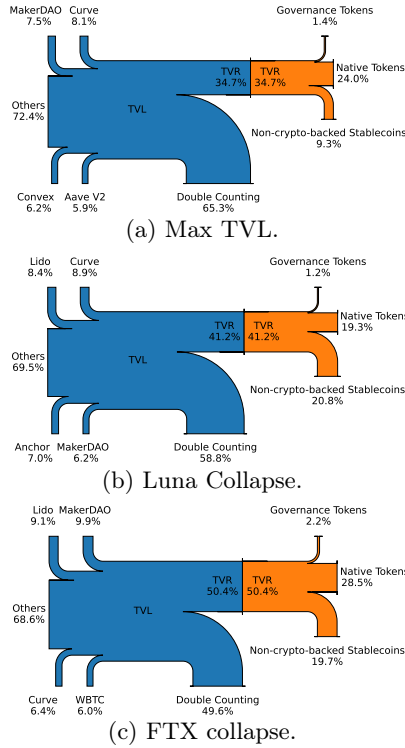 MakerDAO
7.5%
Curve
8.1%
Governance Tokens
1.4%
TVR
34.7%
TVR
34.7%
Native Tokens
24.0%
Others
72.4%
TVL
Non-crypto-backed Stablecoins
9.3%
Convex
6.2%
Aave V2
5.9%
Double Counting
65.3%
(a) Max TVL.
Lido
8.4%
Curve
8.9%
Governance Tokens
1.2%
TVR
41.2%
TVR
41.2%
Native Tokens
19.3%
Others
69.5%
TVL
Non-crypto-backed Stablecoins
20.8%
Anchor
7.0%
MakerDAO
6.2%
Double Counting
58.8%
(b) Luna Collapse.
Lido
9.1%
MakerDAO
9.9%
Governance Tokens
2.2%
TVR
50.4%
TVR
50.4%
Native Tokens
28.5%
Others
68.6%
TVL
Non-crypto-backed Stablecoins
19.7%
Curve
6.4%
WBTC
6.0%
Double Counting
49.6%
(c) FTX collapse.